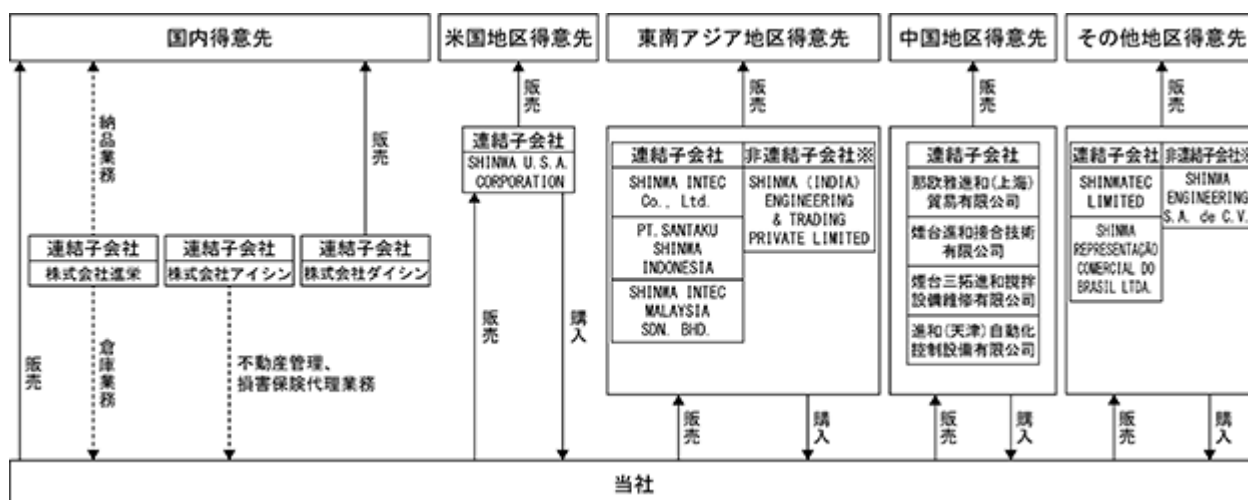 国内得意先
米国地区得意先
東南アジア地区得意先
中国地区得意先
その他地区得意先
販売
納品業務
販売
販売
販売
販売
販売
連結子会社
株式会社進栄
連結子会社
株式会社アイシン
連結子会社
株式会社ダイシン
連結子会社
SHINWA U.S.A.
CORPORATION
連結子会社
SHINWA INTEC
Co., Ltd.
PT. SANTAKU
SHINWA
INDONESIA
SHINWA INTEC
MALAYSIA
SDN. BHD.
非連結子会社※
SHINWA (INDIA)
ENGINEERING
& TRADING
PRIVATE LIMITED
連結子会社
那欧雅進和(上海)
貿易有限公司
煙台進和接合技術
有限公司
煙台三拓進和撹拌
設備維修有限公司
進和(天津)自動化
控制設備有限公司
連結子会社
SHINWATEC
LIMITED
SHINWA
REPRESENTAÇÃO
COMERCIAL DO
BRASIL LTDA.
非連結子会社※
SHINWA
ENGINEERING
S.A. de C.V.
倉庫業務
不動産管理、
損害保険代理業務
販売
購入
販売
購入
販売
購入
販売
購入
当社